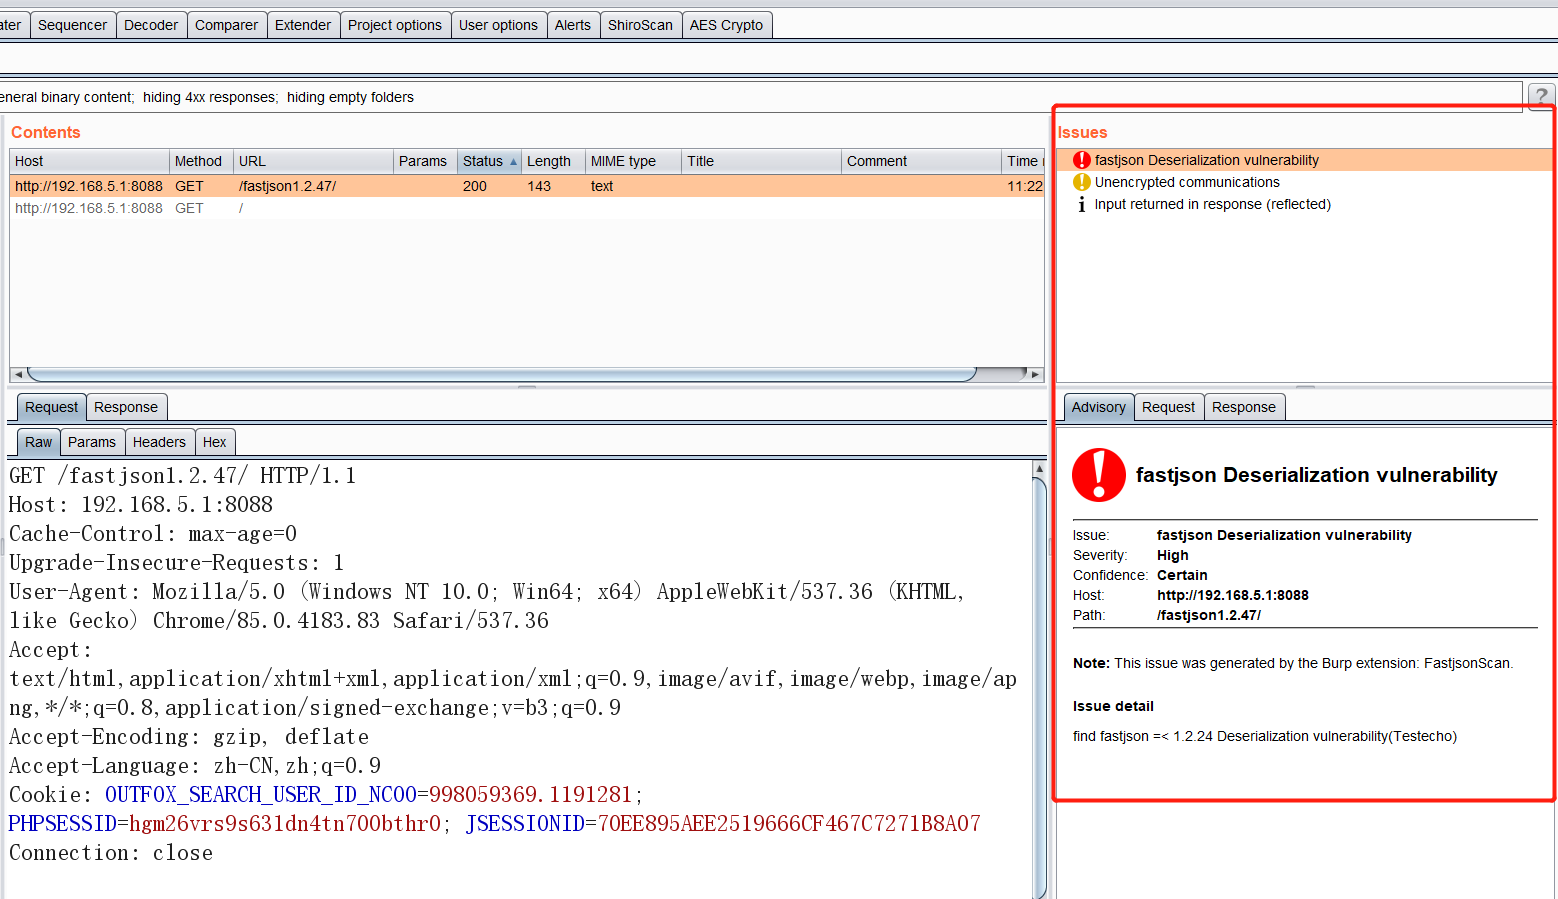 ater Sequencer Decoder Comparer Extender Project options User options Alerts ShiroScan AES Crypto
eneral binary content; hiding 4xx responses; hiding empty folders
?
Contents
Host Method URL Params Status Length MIME type Title Comment Time r
http://192.168.5.1:8088 GET /fastjson1.2.47/ 200 143 text 11:22
http://192.168.5.1:8088 GET /
Issues
fastjson Deserialization vulnerability
Unencrypted communications
Input returned in response (reflected)
Request Response
Raw Params Headers Hex
GET /fastjson1.2.47/ HTTP/1.1
Host: 192.168.5.1:8088
Cache-Control: max-age=0
Upgrade-Insecure-Requests: 1
User-Agent: Mozilla/5.0 (Windows NT 10.0; Win64; x64) AppleWebKit/537.36 (KHTML,
like Gecko) Chrome/85.0.4183.83 Safari/537.36
Accept:
text/html,application/xhtml+xml,application/xml;q=0.9,image/avif,image/webp,image/ap
ng,*/*;q=0.8,application/signed-exchange;v=b3;q=0.9
Accept-Encoding: gzip, deflate
Accept-Language: zh-CN,zh;q=0.9
Cookie: OUTFOX_SEARCH_USER_ID_NCOO=998059369.1191281;
PHPSESSID=hgm26vrs9s631dn4tn700bthr0; JSESSIONID=70EE895AEE2519666CF467C7271B8A07
Connection: close
Advisory Request Response
fastjson Deserialization vulnerability
Issue: fastjson Deserialization vulnerability
Severity: High
Confidence: Certain
Host: http://192.168.5.1:8088
Path: /fastjson1.2.47/
Note: This issue was generated by the Burp extension: FastjsonScan.
Issue detail
find fastjson =< 1.2.24 Deserialization vulnerability(Testecho)